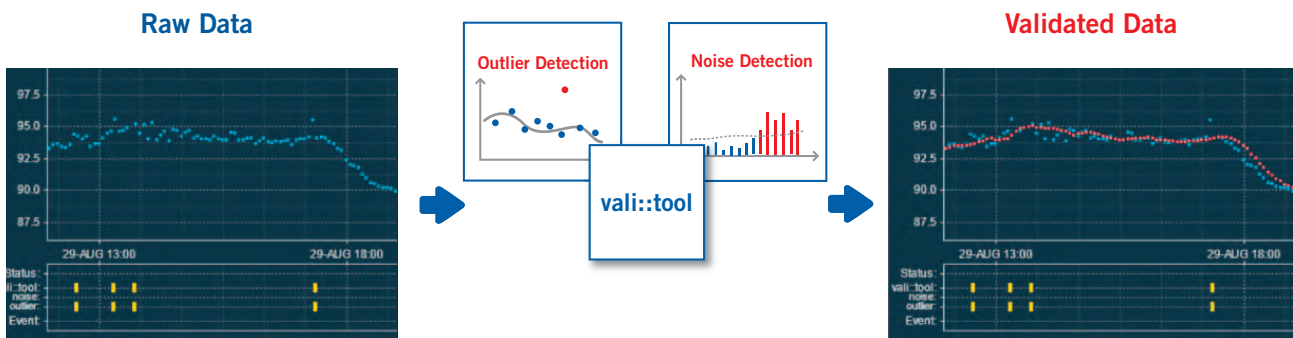 Raw Data
Validated Data
Outlier Detection
Noise Detection
vali::tool
97.5
95.0
92.5
90.0
87.5
29-AUG 13:00
29-AUG 18:00
Status:
li::tool:
noise:
outlier:
Event:
97.5
95.0
92.5
90.0
87.5
29-AUG 13:00
29-AUG 18:00
Status:
vali::tool:
noise:
outlier:
Event: